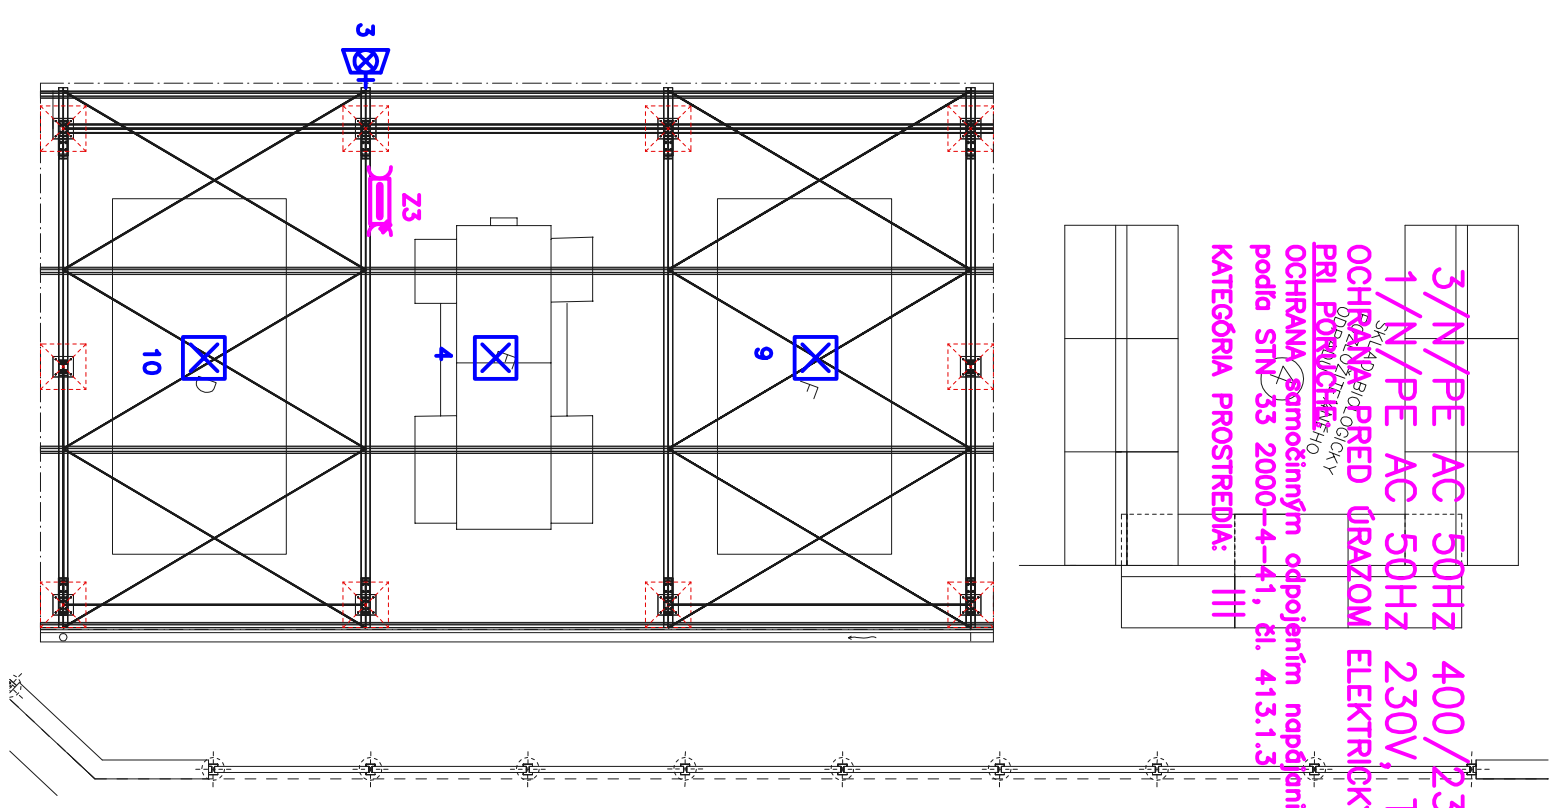 3
Z3
10
4
9
D
F
3/N/PE AC 50Hz 400/23
1/N/PE AC 50Hz 230V, T
OCHRANA PRED ÚRAZOM ELEKTRICK
PRI PORUCHE:
OCHRANA samočinným odpojením napájani
podľa STN 33 2000-4-41, čl. 413.1.3
KATEGÓRIA PROSTREDIA: III
SKLAD BIOLOGICKY
4